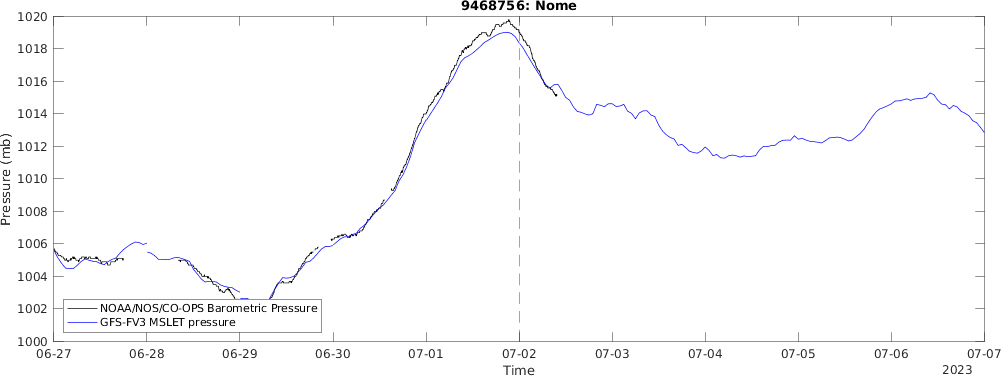 9468756: Nome
1020
1018
1016
1014
1012
1010
1008
1006
1004
1002
1000
Pressure (mb)
NOAA/NOS/CO-OPS Barometric Pressure
GFS-FV3 MSLET pressure
06-27 06-28 06-29 06-30 07-01 07-02 07-03 07-04 07-05 07-06 07-07
Time
2023